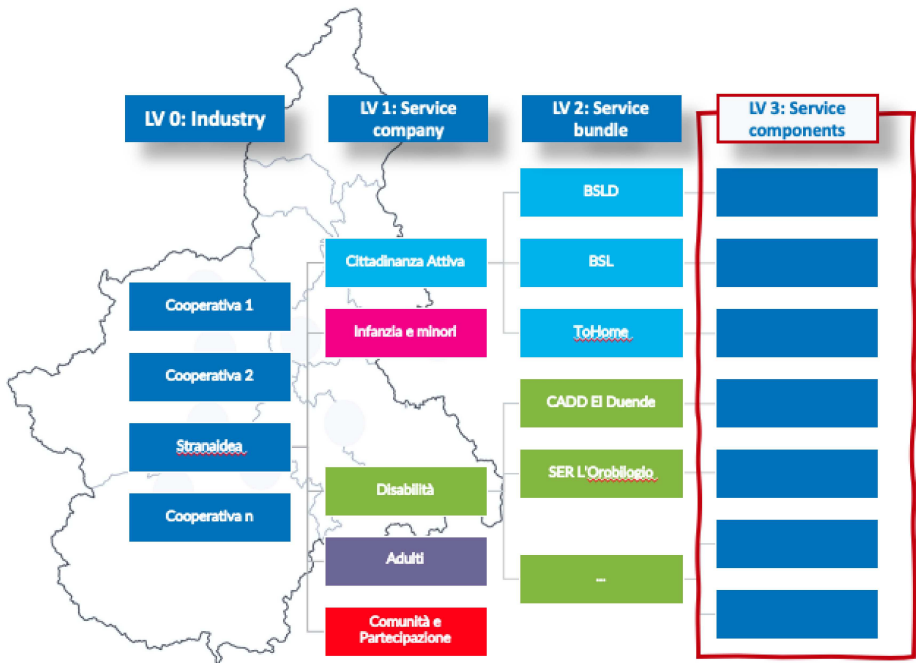 LV 0: Industry
LV 1: Service
company
LV 2: Service
bundle
LV 3: Service
components
Cooperativa 1
Cooperativa 2
Stranaidea
Cooperativa n
Cittadinanza Attiva
Infanzia e minori
Disabilità
Adulti
Comunità e
Partecipazione
BSLD
BSL
ToHome
CADD El Duende
SER L'Orobilogio
...